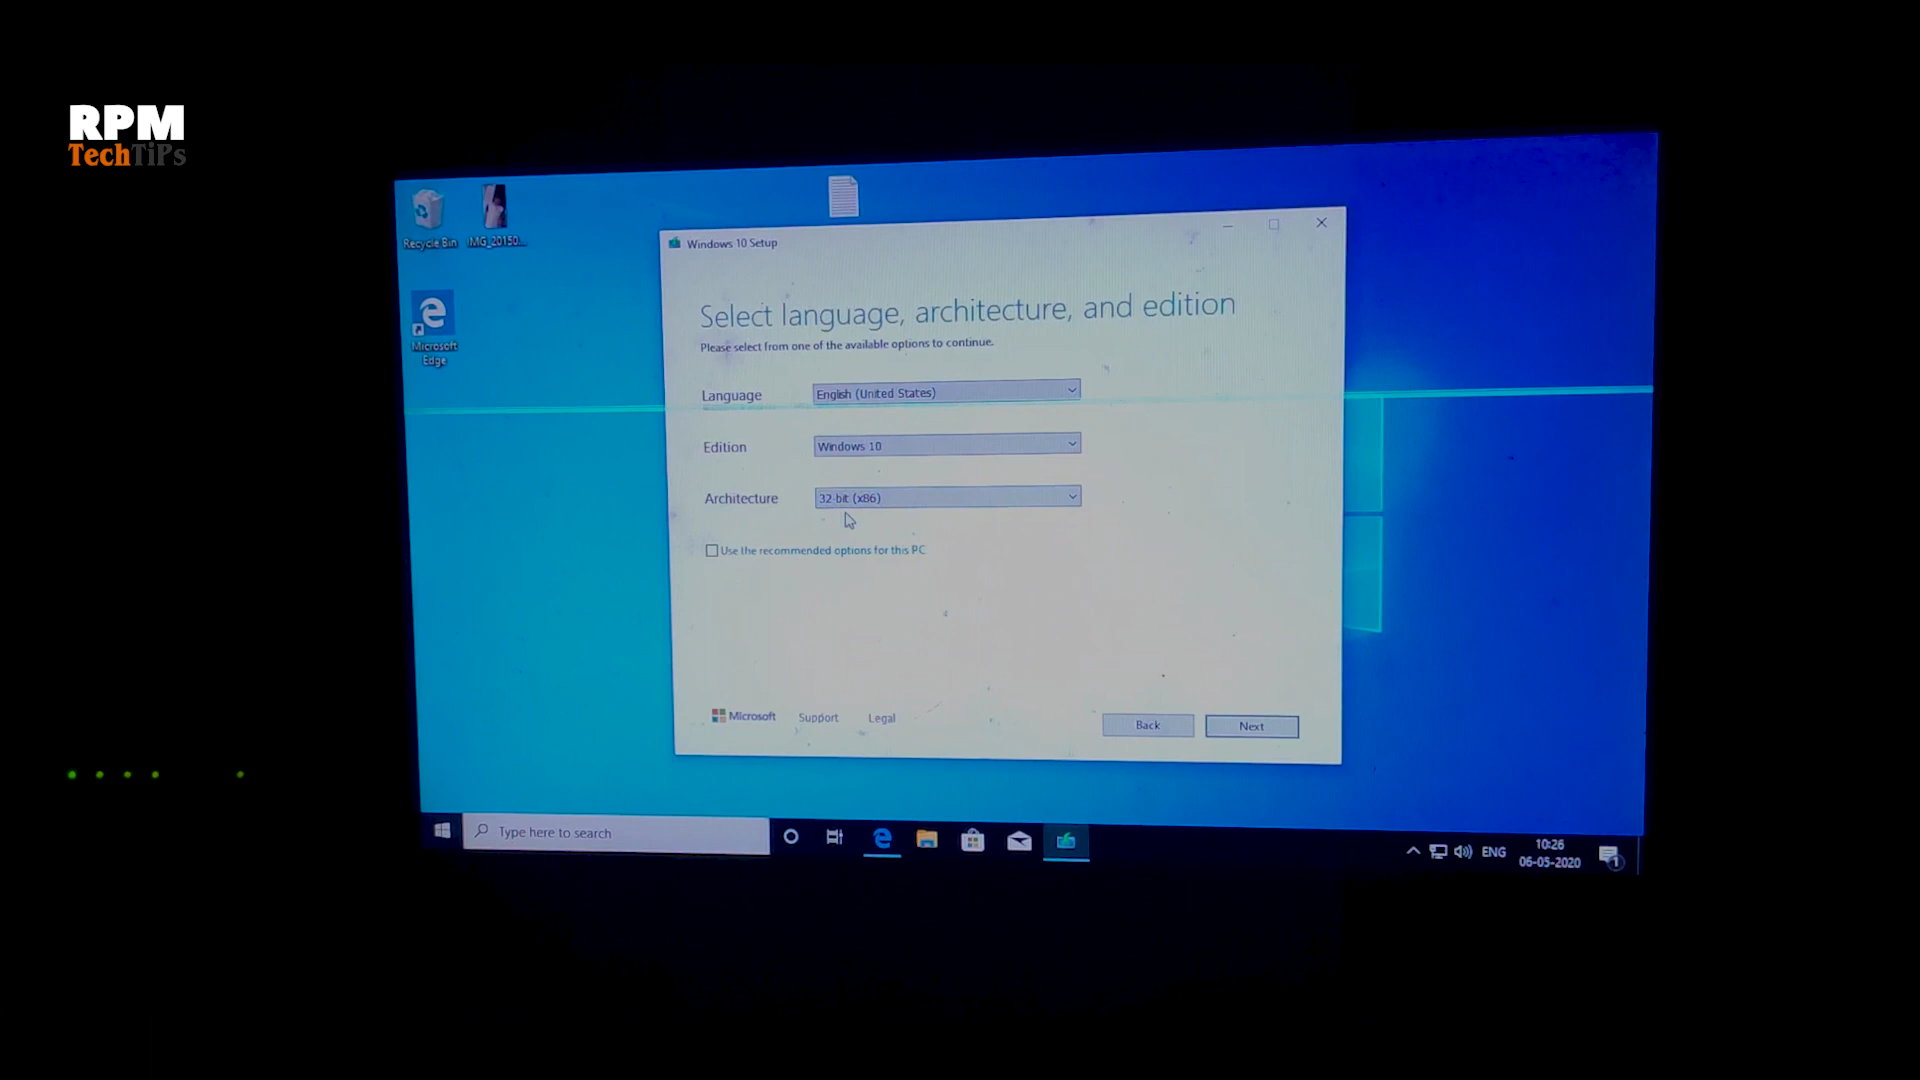 RPM
TechTiPs
Recycle Bin
IMG_20150...
Microsoft
Edge
Windows 10 Setup
Select language, architecture, and edition
Please select from one of the available options to continue.
Language English (United States)
Edition Windows 10
Architecture 32-bit (x86)
Use the recommended options for this PC
Microsoft Support Legal
Back Next
Type here to search
ENG
10:26
06-05-2020
1